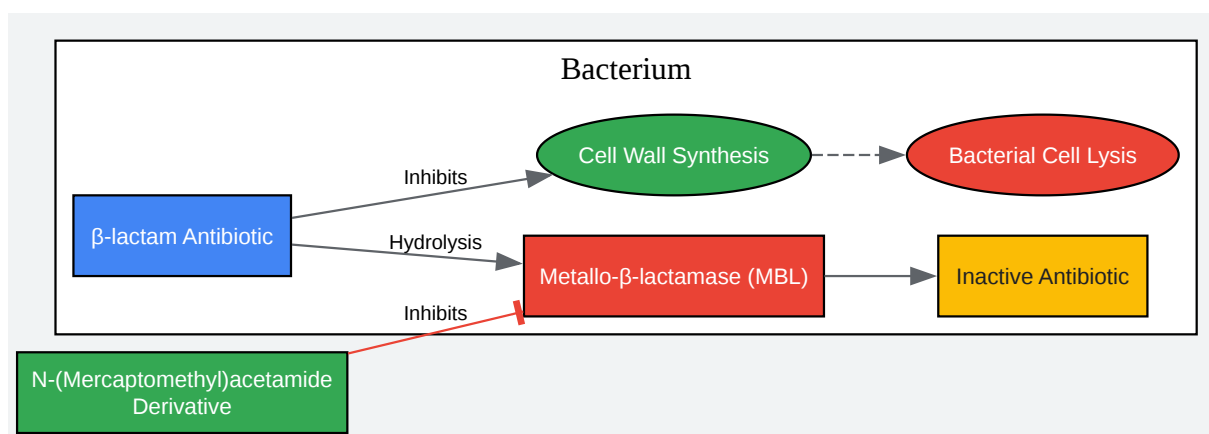 Bacterium
Cell Wall Synthesis
Bacterial Cell Lysis
Inhibits
β-lactam Antibiotic
Hydrolysis
Metallo-β-lactamase (MBL)
Inactive Antibiotic
Inhibits
N-(Mercaptomethyl)acetamide
Derivative